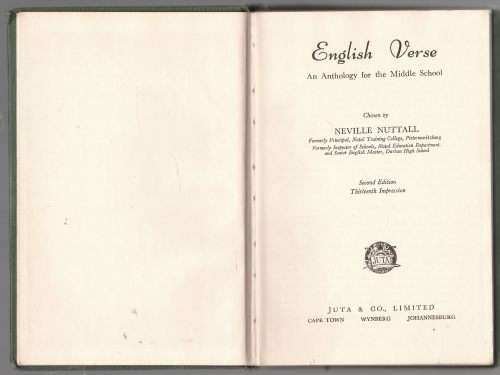 English Verse
An Anthology for the Middle School
Chosen by
NEVILLE NUTTALL
Formerly Principal, Natal Training College, Pietermaritzburg
Formerly Inspector of Schools, Natal Education Department
and Senior English Master, Durban High School
Second Edition
Thirteenth Impression
JUTA
JUTA & CO., LIMITED
CAPE TOWN WYNBERG JOHANNESBURG